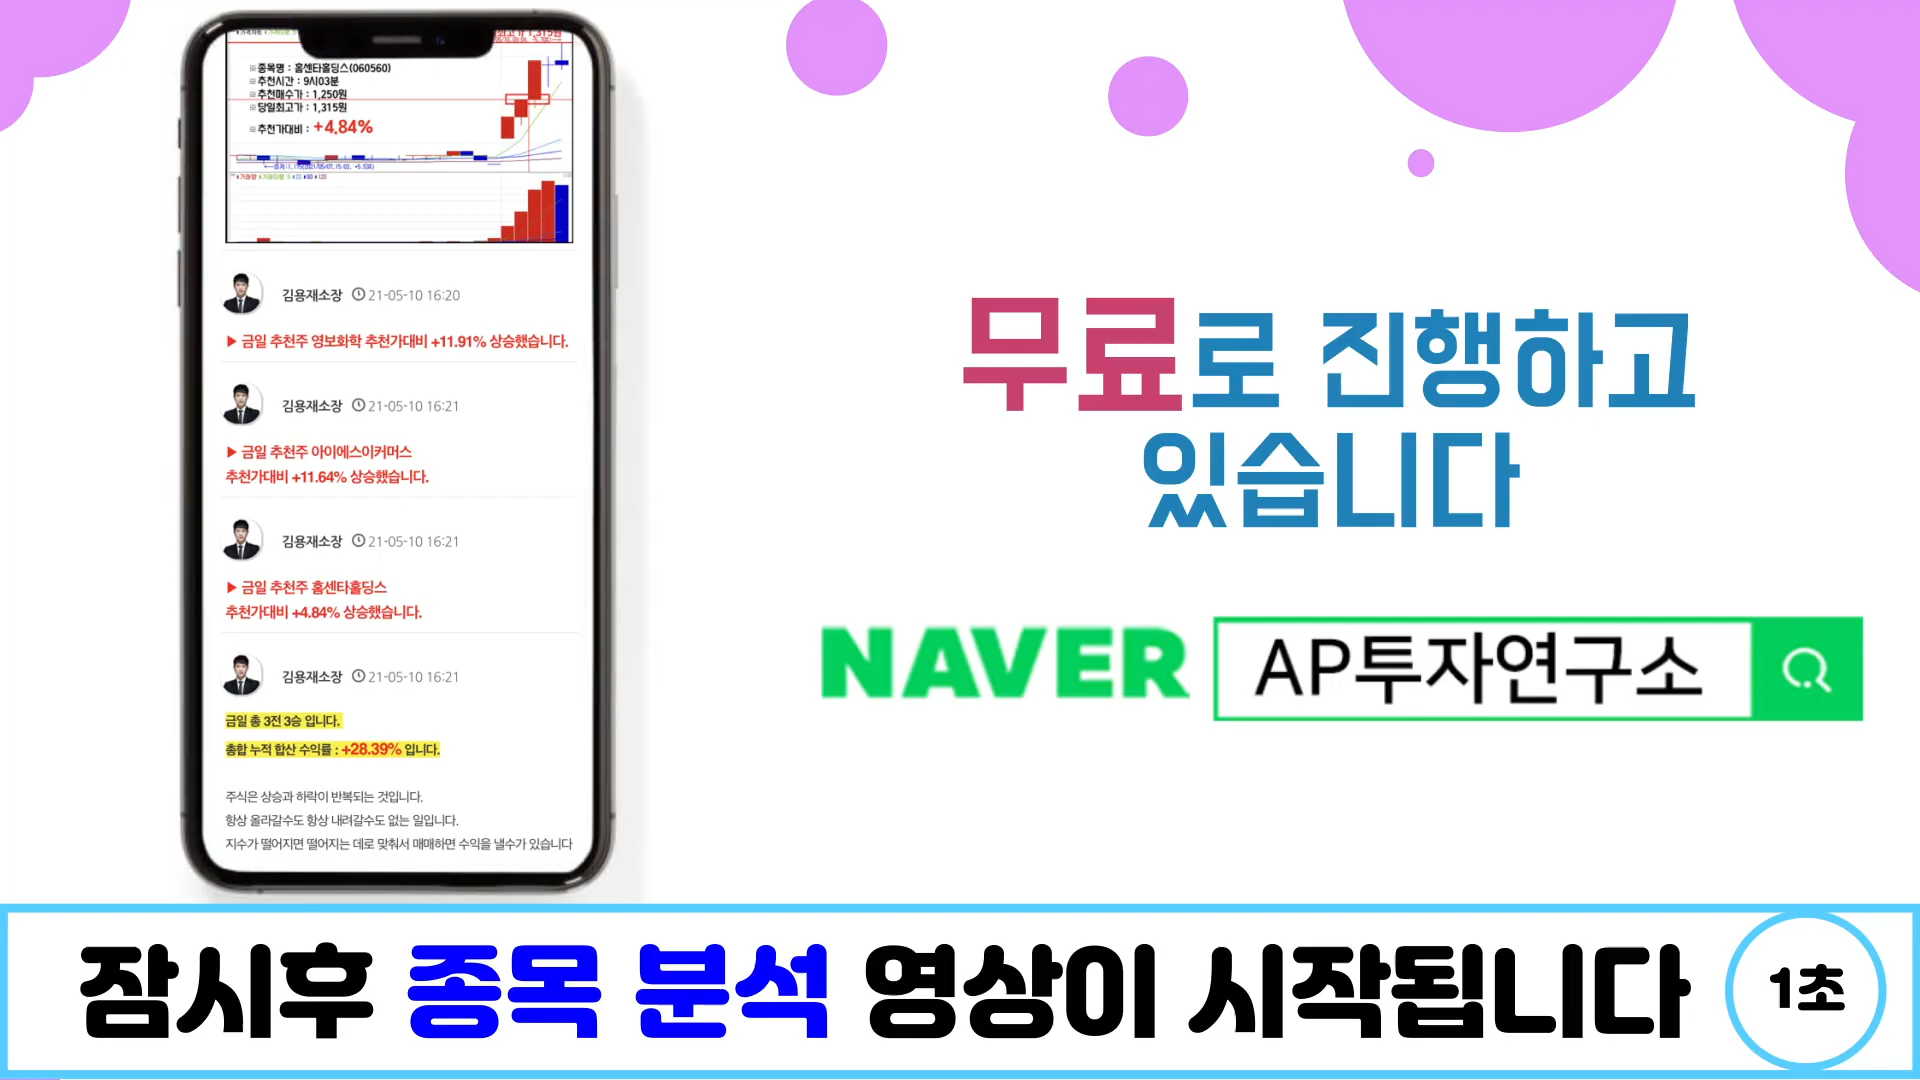 ※종목명 : 홈센타홀딩스(060560)
※추천시간 : 9시03분
※추천매수가 : 1,250원
※당일최고가 : 1,315원
※추천가대비 : +4.84%
김용재소장 21-05-10 16:20
▶ 금일 추천주 영보화학 추천가대비 +11.91% 상승했습니다.
김용재소장 21-05-10 16:21
▶ 금일 추천주 아이에스이커머스
추천가대비 +11.64% 상승했습니다.
김용재소장 21-05-10 16:21
▶ 금일 추천주 홈센타홀딩스
추천가대비 +4.84% 상승했습니다.
김용재소장 21-05-10 16:21
금일 총 3전 3승 입니다.
총합 누적 합산 수익률 : +28.39% 입니다.
주식은 상승과 하락이 반복되는 것입니다.
항상 올라갈수도 항상 내려갈수도 없는 일입니다.
지수가 떨어지면 떨어지는 데로 맞춰서 매매하면 수익을 낼수가 있습니다
무료로 진행하고
있습니다
NAVER AP투자연구소
잠시후 종목 분석 영상이 시작됩니다 1초